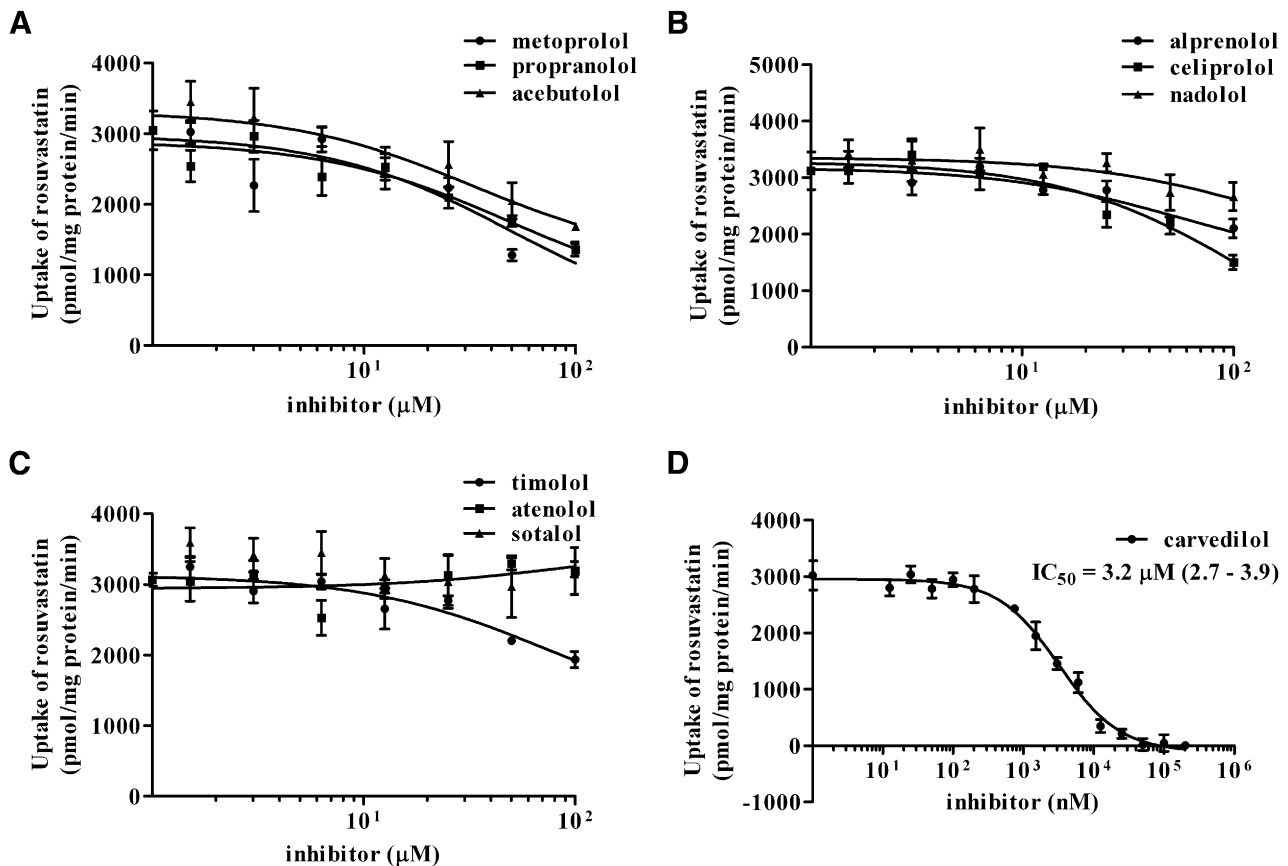 A
metoprolol
propranolol
acebutolol
Uptake of rosuvastatin
(pmol/mg protein/min)
4000
3000
2000
1000
0
10¹
10²
inhibitor (µM)
B
alprenolol
celiprolol
nadolol
Uptake of rosuvastatin
(pmol/mg protein/min)
5000
4000
3000
2000
1000
0
10¹
10²
inhibitor (µM)
C
timolol
atenolol
sotalol
Uptake of rosuvastatin
(pmol/mg protein/min)
4000
3000
2000
1000
0
10¹
10²
inhibitor (µM)
D
carvedilol
IC₅₀ = 3.2 µM (2.7 - 3.9)
Uptake of rosuvastatin
(pmol/mg protein/min)
4000
3000
2000
1000
0
-1000
10¹
10²
10³
10⁴
10⁵
10⁶
inhibitor (nM)